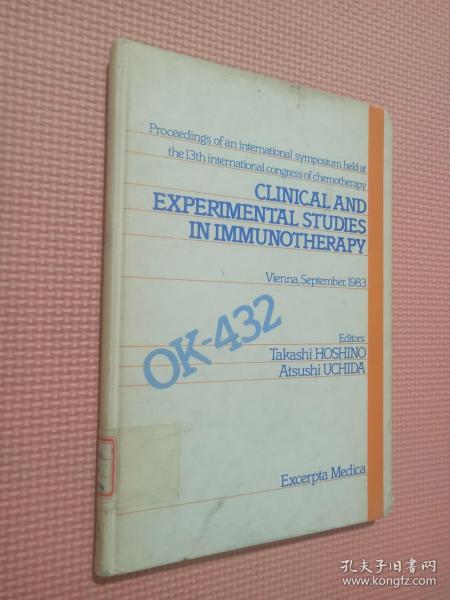 Proceedings of an international symposium held at
the 13th international congress of chemotherapy
CLINICAL AND
EXPERIMENTAL STUDIES
IN IMMUNOTHERAPY
Vienna, September, 1983
OK-432
Editors:
Takashi HOSHINO
Atsushi UCHIDA
Excerpta Medica
孔夫子旧书网
www.kongfz.com